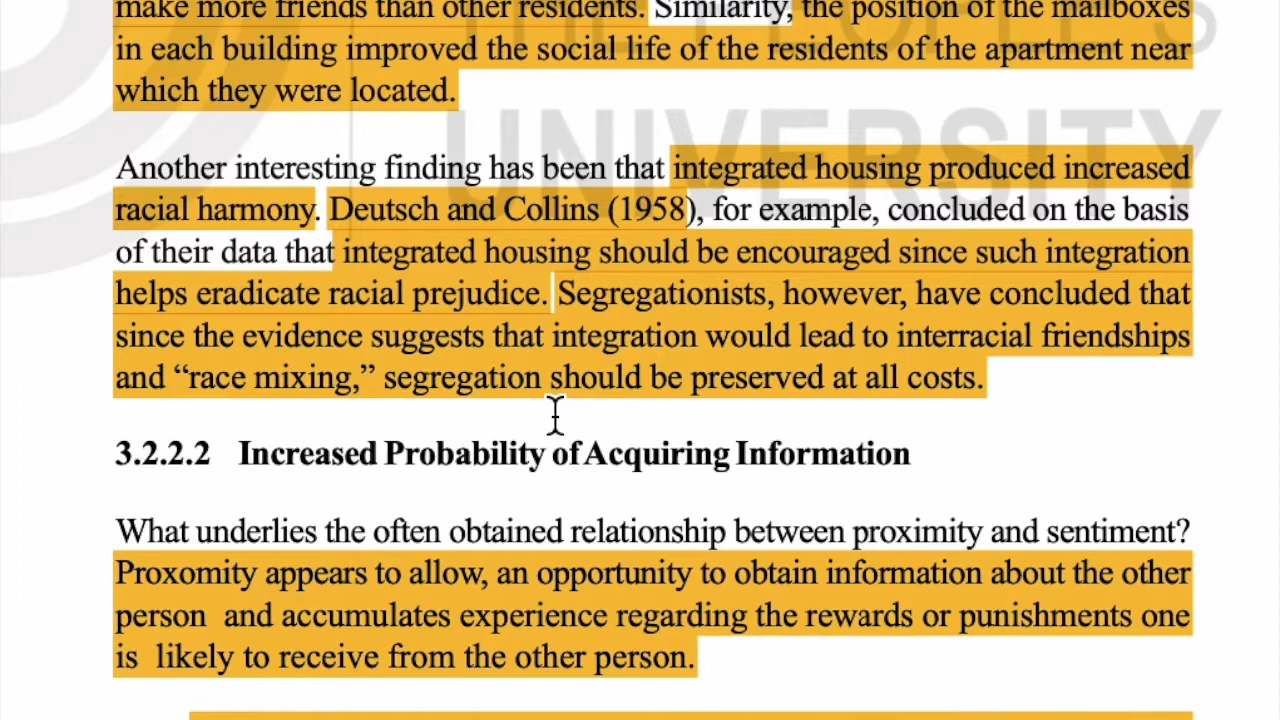 make more friends than other residents. Similarity, the position of the mailboxes
in each building improved the social life of the residents of the apartment near
which they were located.
UNIVERSITY
Another interesting finding has been that integrated housing produced increased
racial harmony. Deutsch and Collins (1958), for example, concluded on the basis
of their data that integrated housing should be encouraged since such integration
helps eradicate racial prejudice. Segregationists, however, have concluded that
since the evidence suggests that integration would lead to interracial friendships
and “race mixing,” segregation should be preserved at all costs.
3.2.2.2 Increased Probability of Acquiring Information
What underlies the often obtained relationship between proximity and sentiment?
Proxomity appears to allow, an opportunity to obtain information about the other
person and accumulates experience regarding the rewards or punishments one
is likely to receive from the other person.